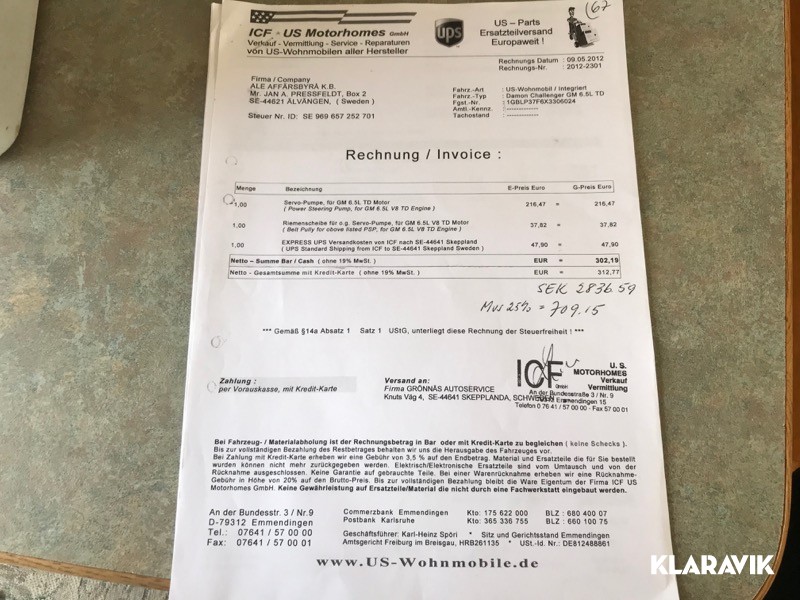 67
ICF - US Motorhomes GmbH
Verkauf - Vermittlung - Service - Reparaturen
von US-Wohnmobilen aller Hersteller
ups
US – Parts
Ersatzteilversand
Europaweit !
Rechnungs Datum : 09.05.2012
Rechnungs-Nr. : 2012-2301
Firma / Company
ALE AFFÄRSBYRÅ K.B.
Mr. JAN A. PRESSFELDT, Box 2
SE-44621 ÄLVÄNGEN, ( Sweden )
Steuer Nr. ID: SE 969 657 252 701
Fahrz.-Art : US-Wohnmobil / Integriert
Fahrz.-Typ : Damon Challenger GM 6.5L TD
Fgst.-Nr. : 1GBLP37F6X3306024
Amtl.-Kennz. : -------------
Tachostand : -------------
Rechnung / Invoice :
Menge Bezeichnung E-Preis Euro G-Preis Euro
1,00 Servo-Pumpe, für GM 6.5L TD Motor 216,47 = 216,47
( Power Steering Pump, for GM 6.5L V8 TD Engine )
1,00 Riemenscheibe für o.g. Servo-Pumpe, für GM 6.5L V8 TD Motor 37,82 = 37,82
( Belt Pully for obove listed PSP, for GM 6.5L V8 TD Engine )
1,00 EXPRESS UPS Versandkosten von ICF nach SE-44641 Skeppland 47,90 = 47,90
( UPS Standard Shipping from ICF to SE-44641 Skeppland Sweden )
Netto – Summe Bar / Cash ( ohne 19% MwSt. ) EUR = 302,19
Netto - Gesamtsumme mit Kredit-Karte ( ohne 19% MwSt. ) EUR = 312,77
SEK 2836.59
Mvs 25% = 709.15
*** Gemäß §14a Absatz 1 Satz 1 UStG, unterliegt diese Rechnung der Steuerfreiheit ! ***
Zahlung :
per Vorauskasse, mit Kredit-Karte
Versand an:
Firma GRÖNNÄS AUTOSERVICE
Knuts Väg 4, SE-44641 SKEPPLANDA, SCHWEDEN
ICF GmbH
U. S.
MOTORHOMES
Verkauf
Vermittlung
An der Bundesstraße 3 / Nr. 9
Emmendingen 15
Telefon 0 76 41 / 57 00 00 - Fax 57 00 01
Bei Fahrzeug- / Materialabholung ist der Rechnungsbetrag in Bar oder mit Kredit-Karte zu begleichen ( keine Schecks ).
Bis zur vollständigen Bezahlung des Restbetrages behalten wir uns die Herausgabe des Fahrzeuges vor.
Bei Zahlung mit Kredit-Karte erheben wir eine Gebühr von 3,5 % auf den Endbetrag. Material und Ersatzteile die für Sie bestellt
wurden können nicht mehr zurückgegeben werden. Elektrisch/Elektronische Ersatzteile sind vom Umtausch und von der
Rücknahme ausgeschlossen. Keine Garantie auf gebrauchte Teile. Bei einer Warenrücknahme erheben wir eine Rücknahme-
Gebühr in Höhe von 20% auf den Brutto-Preis. Bis zur vollständigen Bezahlung bleibt die Ware Eigentum der Firma ICF US
Motorhomes GmbH. Keine Gewährleistung auf Ersatzteile/Material die nicht durch eine Fachwerkstatt eingebaut werden.
An der Bundesstr. 3 / Nr.9
D-79312 Emmendingen
Tel.: 07641 / 57 00 00
Fax: 07641 / 57 00 01
Commerzbank Emmendingen Kto: 175 622 000 BLZ : 680 400 07
Postbank Karlsruhe Kto: 365 336 755 BLZ : 660 100 75
Geschäftsführer: Karl-Heinz Spöri * Sitz und Gerichtsstand Emmendingen
Amtsgericht Freiburg im Breisgau, HRB261135 * USt.-Id. Nr.: DE812488861
www.US-Wohnmobile.de
KLARAVIK